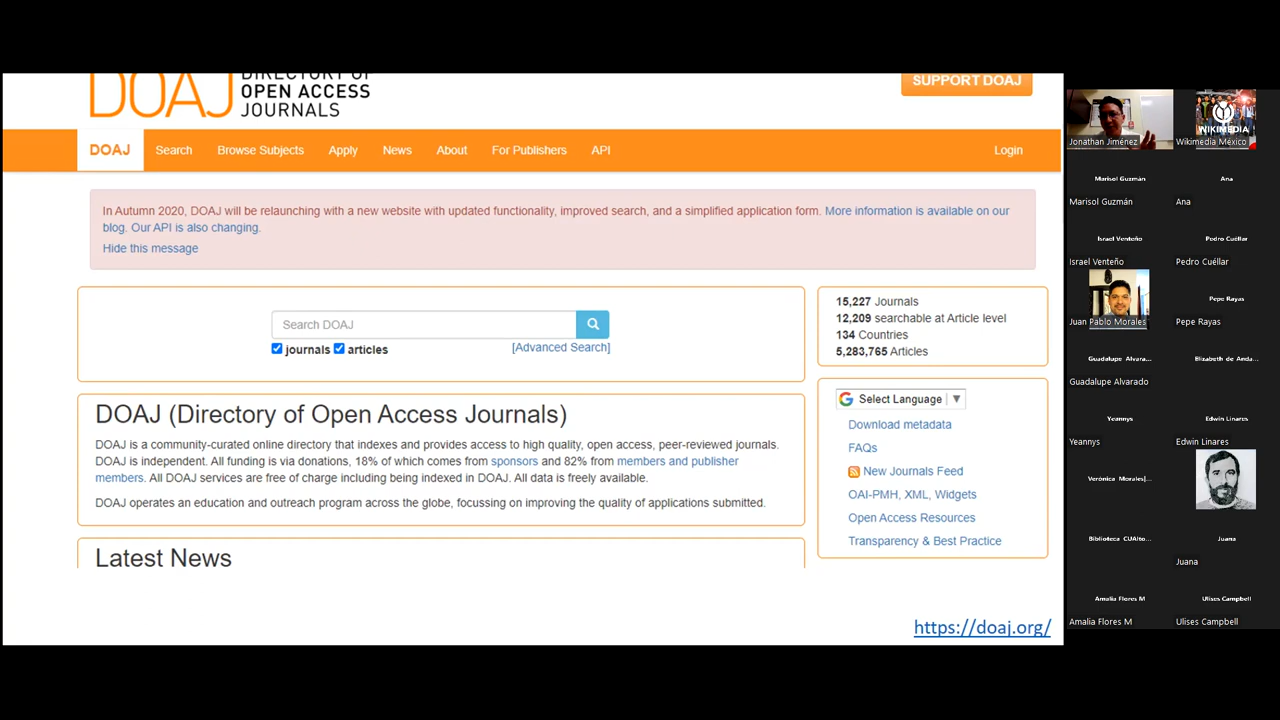 DOAJ
DIRECTORY OF
OPEN ACCESS
JOURNALS
SUPPORT DOAJ
DOAJ Search Browse Subjects Apply News About For Publishers API Login
In Autumn 2020, DOAJ will be relaunching with a new website with updated functionality, improved search, and a simplified application form. More information is available on our
blog. Our API is also changing.
Hide this message
Search DOAJ
journals articles [Advanced Search]
15,227 Journals
12,209 searchable at Article level
134 Countries
5,283,765 Articles
DOAJ (Directory of Open Access Journals)
DOAJ is a community-curated online directory that indexes and provides access to high quality, open access, peer-reviewed journals.
DOAJ is independent. All funding is via donations, 18% of which comes from sponsors and 82% from members and publisher
members. All DOAJ services are free of charge including being indexed in DOAJ. All data is freely available.
DOAJ operates an education and outreach program across the globe, focussing on improving the quality of applications submitted.
Latest News
G Select Language ▼
Download metadata
FAQs
New Journals Feed
OAI-PMH, XML, Widgets
Open Access Resources
Transparency & Best Practice
https://doaj.org/
Jonathan Jiménez
WIKIMEDIA
Wikimedia México
Marisol Guzmán
Marisol Guzmán
Ana
Ana
Israel Venteño
Israel Venteño
Pedro Cuéllar
Pedro Cuéllar
Juan Pablo Morales
Pepe Rayas
Pepe Rayas
Guadalupe Alvara...
Guadalupe Alvarado
Elizabeth de Anda...
Yeannys
Yeannys
Edwin Linares
Edwin Linares
Verónica Morales|...
Biblioteca CUAlto...
Juana
Juana
Amalia Flores M
Amalia Flores M
Ulises Campbell
Ulises Campbell